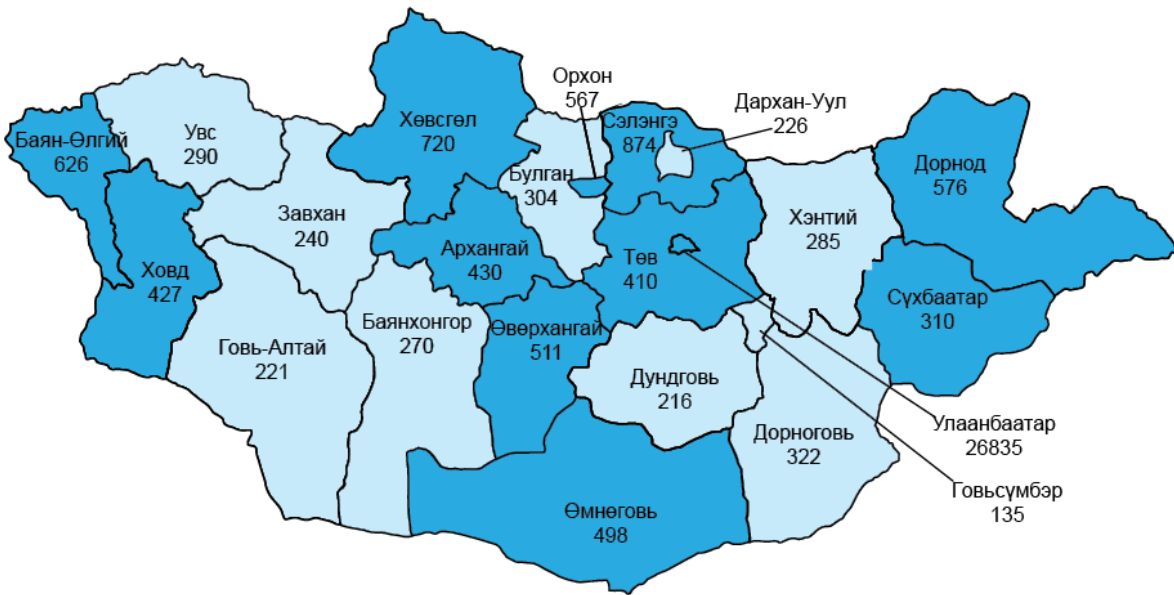 Орхон
567
Дархан-Уул
226
Хөвсгөл
720
Сэлэнгэ
874
Увс
290
Баян-Өлгий
626
Булган
304
Дорнод
576
Завхан
240
Хэнтий
285
Архангай
430
Төв
410
Ховд
427
Сүхбаатар
310
Баянхонгор
270
Өвөрхангай
511
Говь-Алтай
221
Дундговь
216
Улаанбаатар
26835
Дорноговь
322
Говьсүмбэр
135
Өмнөговь
498